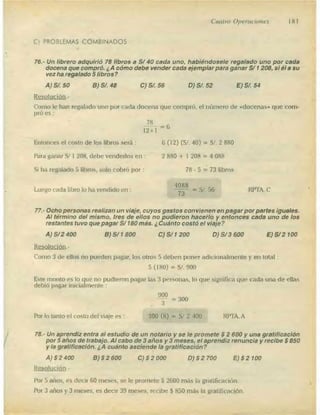 Cuatro Operaciones 181
C) PROBLEMAS COMBINADOS
76.- Un librero adquirió 78 libros a S/ 40 cada uno, habiéndosele regalado uno por cada
docena que compró. ¿A cómo debe vender cada ejemplar para ganar S/ 1 208, si él a su
vez ha regalado 5 libros?
A) S/. 50 B) S/. 48 C) S/. 56 D) S/. 52 E) S/. 54
Resolución.-
Como le han regalado uno por cada docena que compró, el número de «docenas» que com-
pró es :
78
12+1 = 6
Entonces el costo de los libros será : 6 (12) (S/. 40) = S/. 2 880
Para ganar S/ 1 208, debe venderlos en : 2 880 + 1 208 = 4 088
Si ha regalado 5 libros, solo cobró por : 78 - 5 = 73 libros
Luego cada libro lo ha vendido en : 4088
73 = S/ 56 RPTA. C
77.- Ocho personas realizan un viaje, cuyos gastos convienen en pagar por partes iguales.
Al término del mismo, tres de ellos no pudieron hacerlo y entonces cada uno de los
restantes tuvo que pagar S/ 180 más. ¿Cuánto costó el viaje?
A) S/2 400 B) S/1 800 C) S/ 1 200 D) S/ 3 600 E) S/ 2 100
Resolución.-
Como 3 de ellos no pueden pagar, los otros 5 deben poner adicionalmente y en total
5 (180) = S/. 900
Este monto es lo que no pudieron pagar las 3 personas, lo que significa que cada una de ellas
debió pagar inicialmente :
900
3 = 300
Por lo tanto el costo del viaje es : 300 (8) = S/ 2 400 RPTA. A
78.- Un aprendiz entra al estudio de un notario y se le promete $ 2 600 y una gratificación
por 5 años de trabajo. Al cabo de 3 años y 3 meses, el aprendiz renuncia y recibe $ 850
y la gratificación. ¿A cuánto asciende la gratificación?
A) $ 2 400 B) $ 2 600 C) $ 2 000 D) $ 2 700 E) $ 2 100
Resolución.-
Por 5 años, es decir 60 meses, se le promete $ 2600 más la gratificación.
Por 3 años y 3 meses, es decir 39 meses, recibe $ 850 más la gratificación.